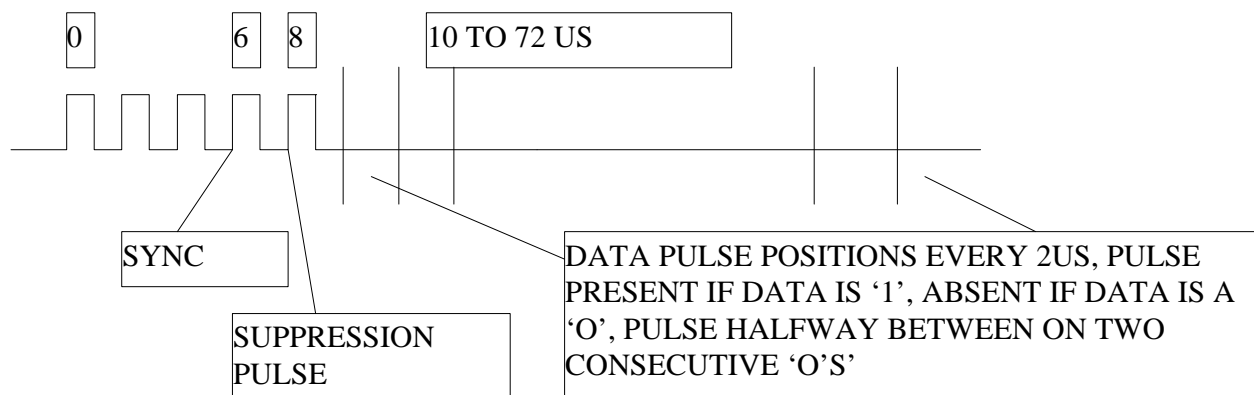 0
6
8
10 TO 72 US
SYNC
SUPPRESSION
PULSE
DATA PULSE POSITIONS EVERY 2US, PULSE
PRESENT IF DATA IS ‘1’, ABSENT IF DATA IS A
‘O’, PULSE HALFWAY BETWEEN ON TWO
CONSECUTIVE ‘O’S’